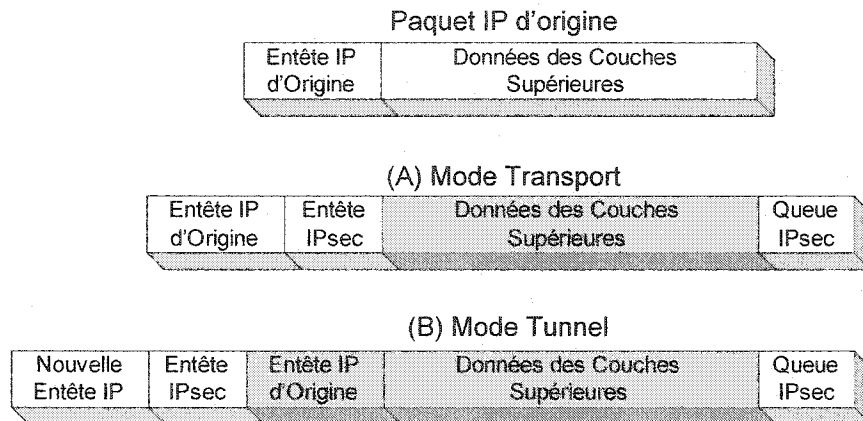 Paquet IP d'origine
Entête IP
d'Origine
Données des Couches
Supérieures
(A) Mode Transport
Entête IP
d'Origine
Entête
IPsec
Données des Couches
Supérieures
Queue
IPsec
(B) Mode Tunnel
Nouvelle
Entête IP
Entête
IPsec
Entête IP
d'Origine
Données des Couches
Supérieures
Queue
IPsec